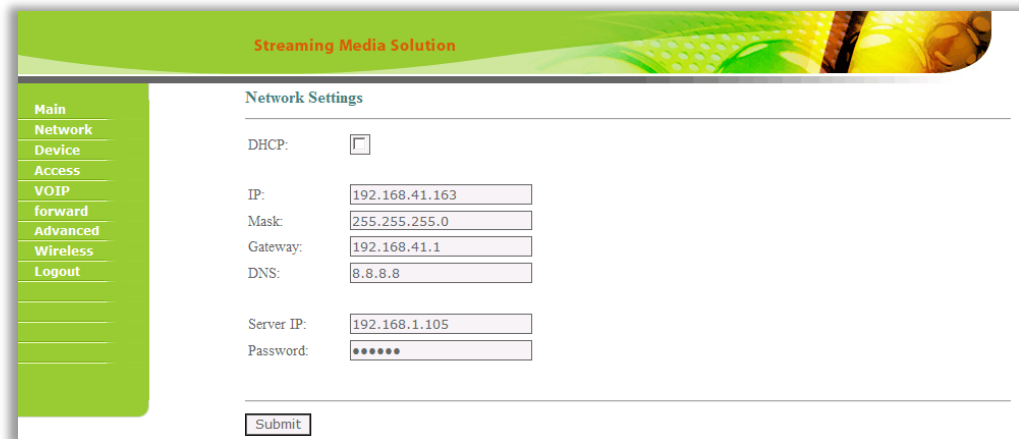 Streaming Media Solution
Main
Network
Device
Access
VOIP
forward
Advanced
Wireless
Logout
Network Settings
DHCP:
IP: 192.168.41.163
Mask: 255.255.255.0
Gateway: 192.168.41.1
DNS: 8.8.8.8
Server IP: 192.168.1.105
Password: ●●●●●●
Submit